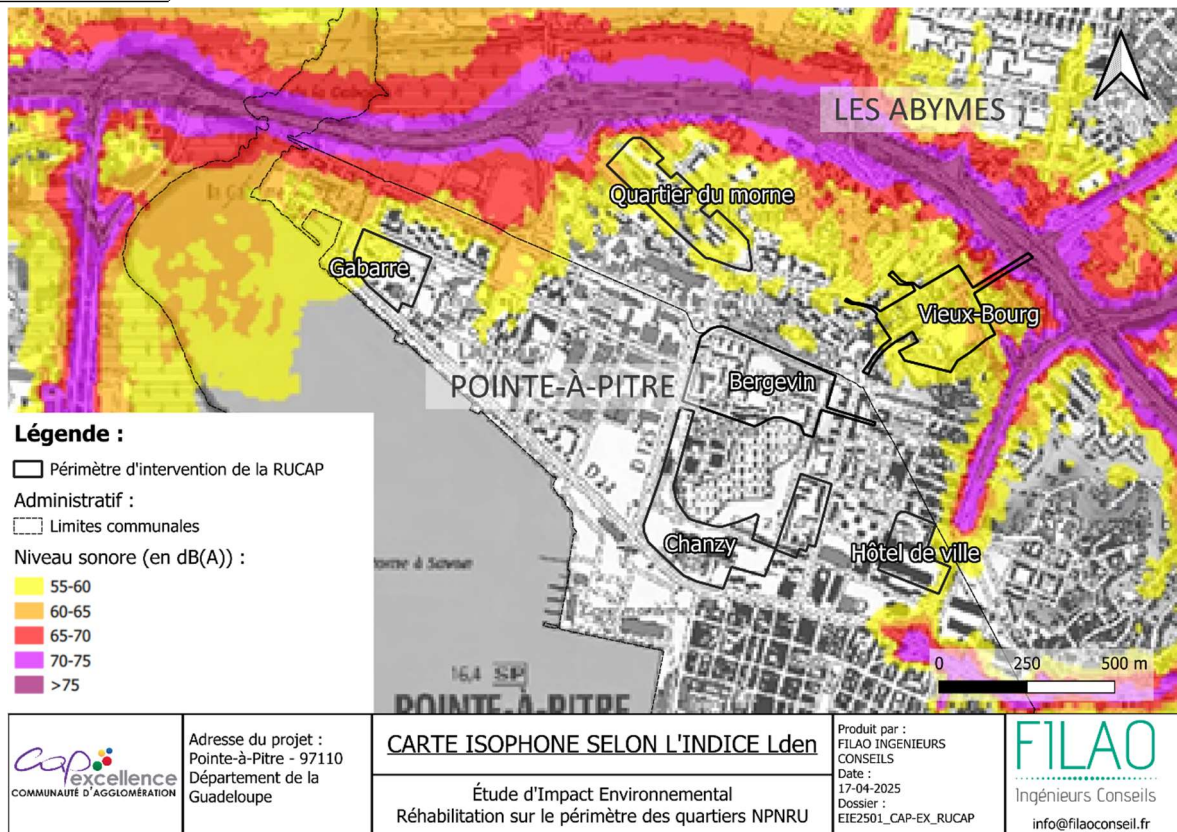 LES ABYMES
Quartier du morne
Gabarre
Vieux-Bourg
POINTE-À-PITRE
Bergevin
D 18
Chanzy
Hôtel de ville
16,4 SP
POINTE-À-PITRE
0 250 500 m
Légende :
Périmètre d'intervention de la RUCAP
Administratif :
Limites communales
Niveau sonore (en dB(A)) :
55-60
60-65
65-70
70-75
>75
Cap excellence
COMMUNAUTÉ D'AGGLOMÉRATION
Adresse du projet :
Pointe-à-Pitre - 97110
Département de la
Guadeloupe
CARTE ISOPHONE SELON L'INDICE Lden
Étude d'Impact Environnemental
Réhabilitation sur le périmètre des quartiers NPNRU
Produit par :
FILAO INGENIEURS
CONSEILS
Date :
17-04-2025
Dossier :
EIE2501_CAP-EX_RUCAP
FILAO
Ingénieurs Conseils
info@filaoconseil.fr